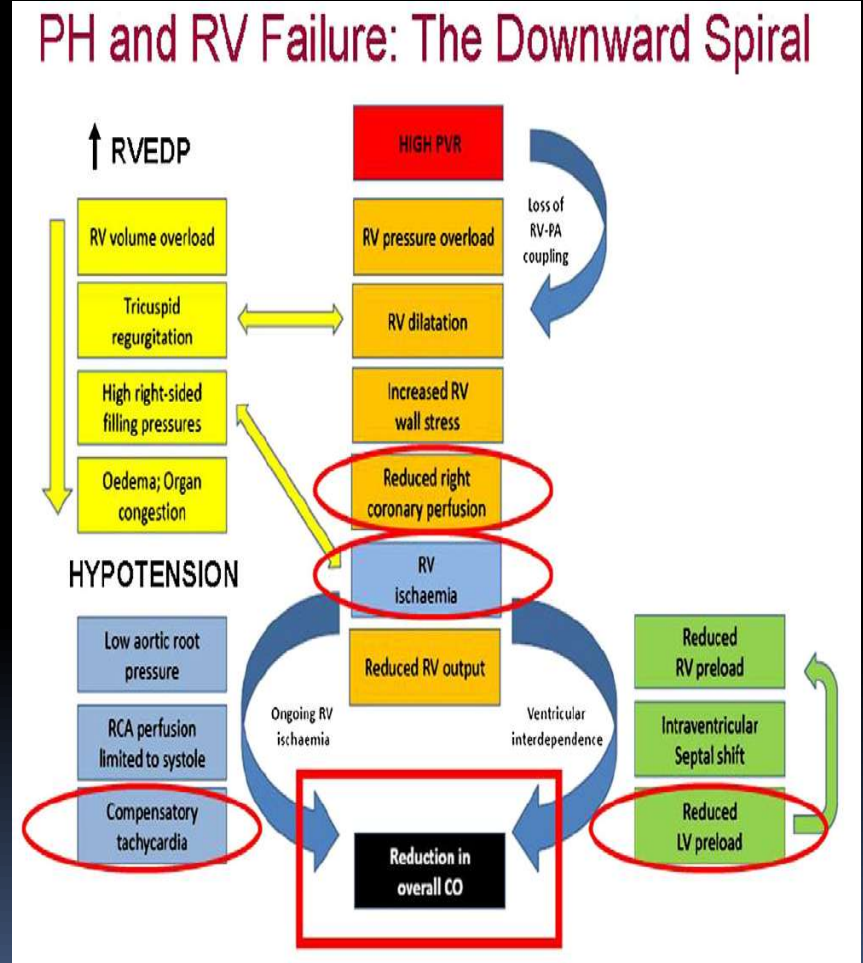 PH and RV Failure: The Downward Spiral
↑ RVEDP
RV volume overload
Tricuspid
regurgitation
High right-sided
filling pressures
Oedema; Organ
congestion
HIGH PVR
Loss of
RV-PA
coupling
RV pressure overload
RV dilatation
Increased RV
wall stress
Reduced right
coronary perfusion
RV
ischaemia
Reduced RV output
HYPOTENSION
Low aortic root
pressure
RCA perfusion
limited to systole
Compensatory
tachycardia
Ongoing RV
ischaemia
Ventricular
interdependence
Reduced
RV preload
Intraventricular
Septal shift
Reduced
LV preload
Reduction in
overall CO